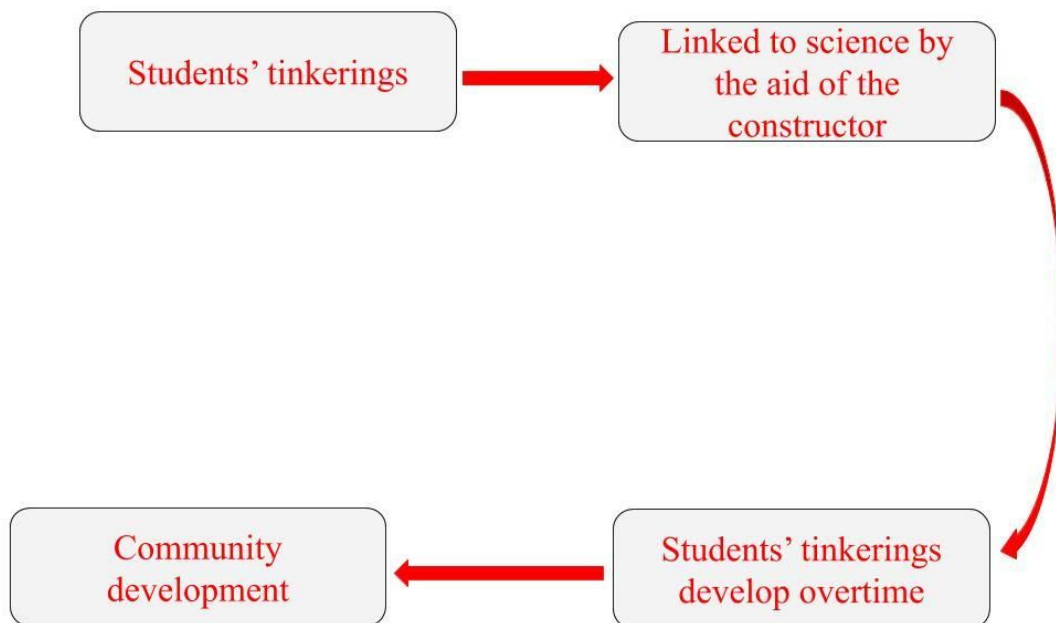 Students’ tinkerings
Linked to science by
the aid of the
constructor
Students’ tinkerings
develop overtime
Community
development